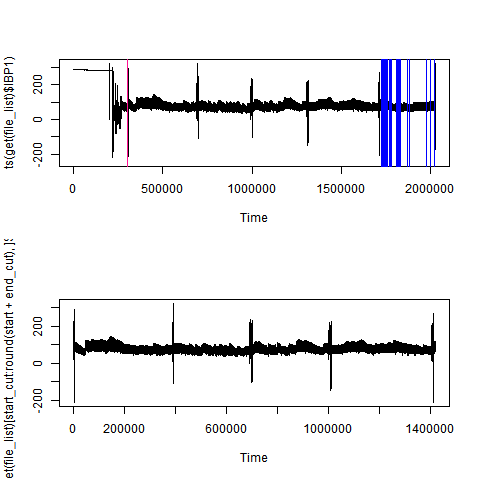 ts(get(file_list)$IBP1)
200
0
-200
0 500000 1000000 1500000 2000000
Time
et(file_list)[start_cut:round(start + end_cut), ]
200
0
-200
0 200000 600000 1000000 1400000
Time